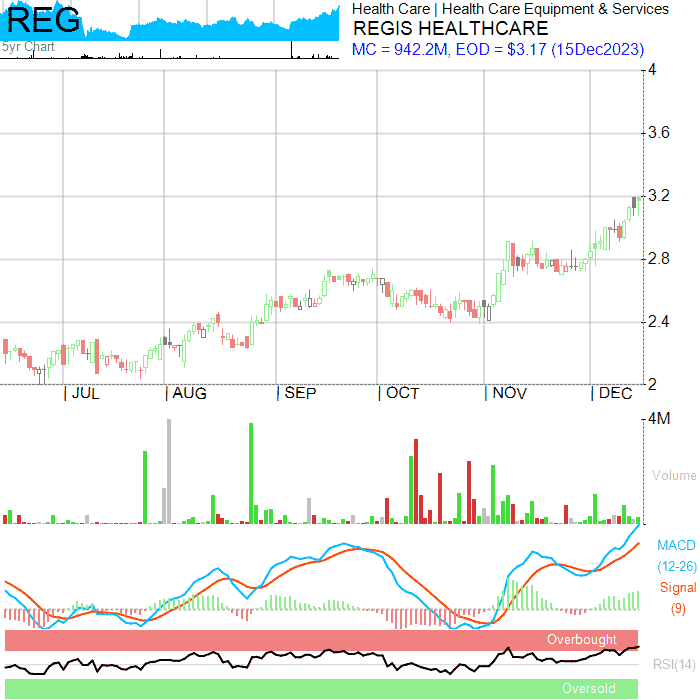 REG
5yr Chart
Health Care | Health Care Equipment & Services
REGIS HEALTHCARE
MC = 942.2M, EOD = $3.17 (15Dec2023)
4
3.6
3.2
2.8
2.4
2
| JUL | AUG | SEP | OCT | NOV | DEC
4M
Volume
MACD
(12-26)
Signal
(9)
Overbought
RSI(14)
Oversold